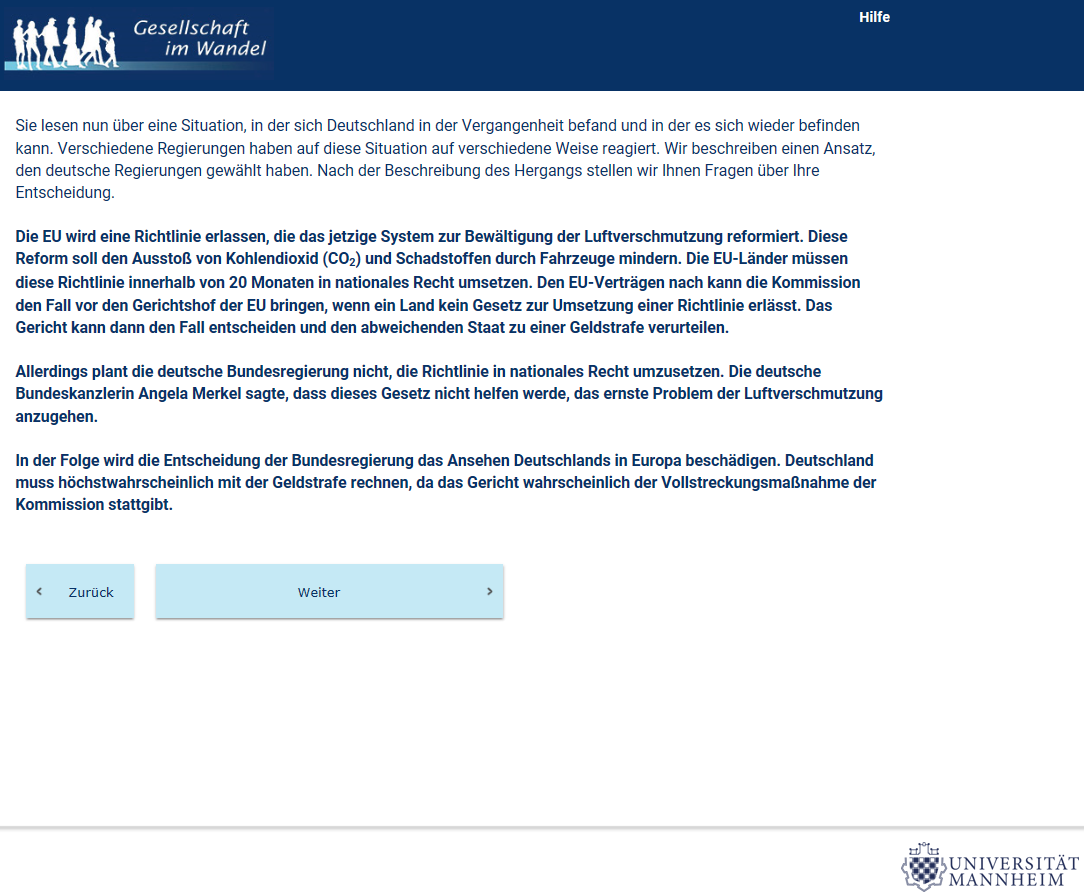 Gesellschaft
im Wandel
Hilfe
Sie lesen nun über eine Situation, in der sich Deutschland in der Vergangenheit befand und in der es sich wieder befinden
kann. Verschiedene Regierungen haben auf diese Situation auf verschiedene Weise reagiert. Wir beschreiben einen Ansatz,
den deutsche Regierungen gewählt haben. Nach der Beschreibung des Hergangs stellen wir Ihnen Fragen über Ihre
Entscheidung.
Die EU wird eine Richtlinie erlassen, die das jetzige System zur Bewältigung der Luftverschmutzung reformiert. Diese
Reform soll den Ausstoß von Kohlendioxid (CO₂) und Schadstoffen durch Fahrzeuge mindern. Die EU-Länder müssen
diese Richtlinie innerhalb von 20 Monaten in nationales Recht umsetzen. Den EU-Verträgen nach kann die Kommission
den Fall vor den Gerichtshof der EU bringen, wenn ein Land kein Gesetz zur Umsetzung einer Richtlinie erlässt. Das
Gericht kann dann den Fall entscheiden und den abweichenden Staat zu einer Geldstrafe verurteilen.
Allerdings plant die deutsche Bundesregierung nicht, die Richtlinie in nationales Recht umzusetzen. Die deutsche
Bundeskanzlerin Angela Merkel sagte, dass dieses Gesetz nicht helfen werde, das ernste Problem der Luftverschmutzung
anzugehen.
In der Folge wird die Entscheidung der Bundesregierung das Ansehen Deutschlands in Europa beschädigen. Deutschland
muss höchstwahrscheinlich mit der Geldstrafe rechnen, da das Gericht wahrscheinlich der Vollstreckungsmaßnahme der
Kommission stattgibt.
‹ Zurück
Weiter ›
UNIVERSITÄT
MANNHEIM